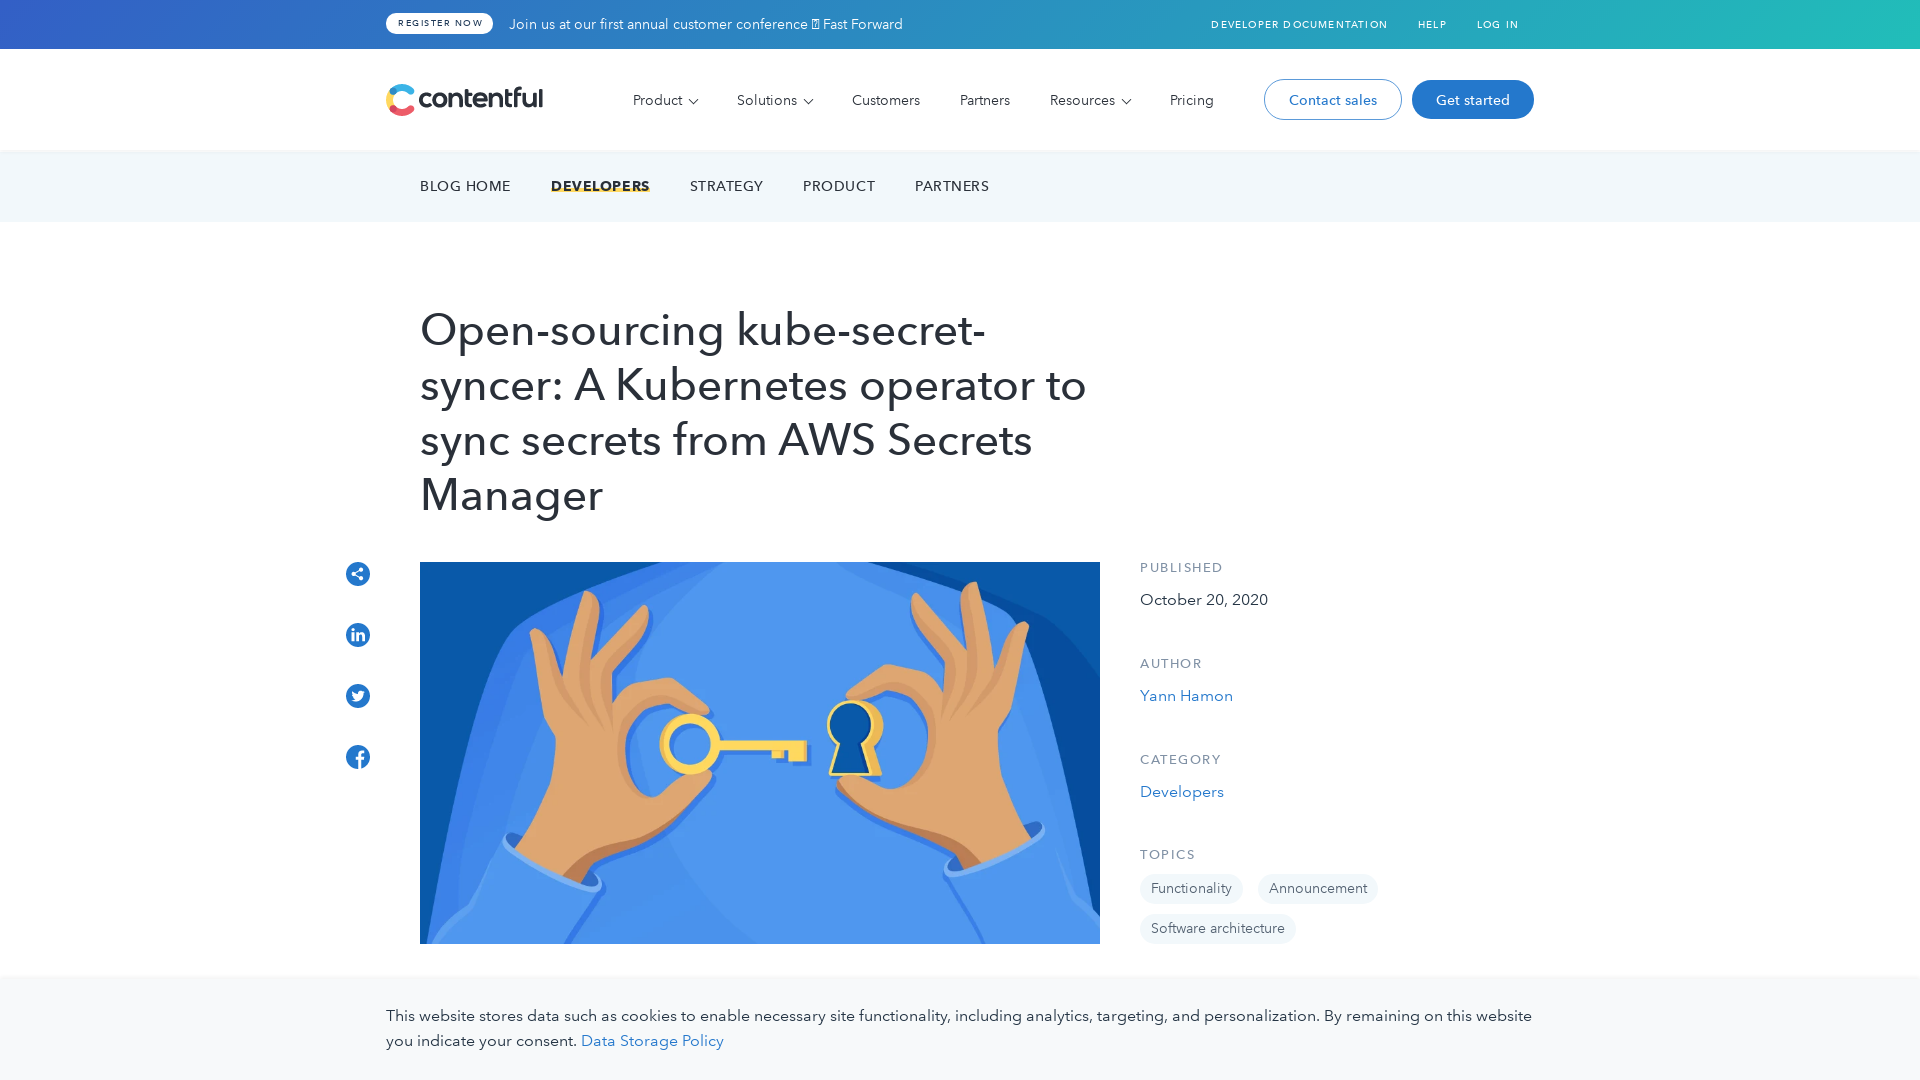 REGISTER NOW
Join us at our first annual customer conference Fast Forward
DEVELOPER DOCUMENTATION
HELP
LOG IN
contentful
Product
Solutions
Customers
Partners
Resources
Pricing
Contact sales
Get started
BLOG HOME
DEVELOPERS
STRATEGY
PRODUCT
PARTNERS
Open-sourcing kube-secret-
syncer: A Kubernetes operator to
sync secrets from AWS Secrets
Manager
PUBLISHED
October 20, 2020
AUTHOR
Yann Hamon
CATEGORY
Developers
TOPICS
Functionality
Announcement
Software architecture
This website stores data such as cookies to enable necessary site functionality, including analytics, targeting, and personalization. By remaining on this website
you indicate your consent. Data Storage Policy